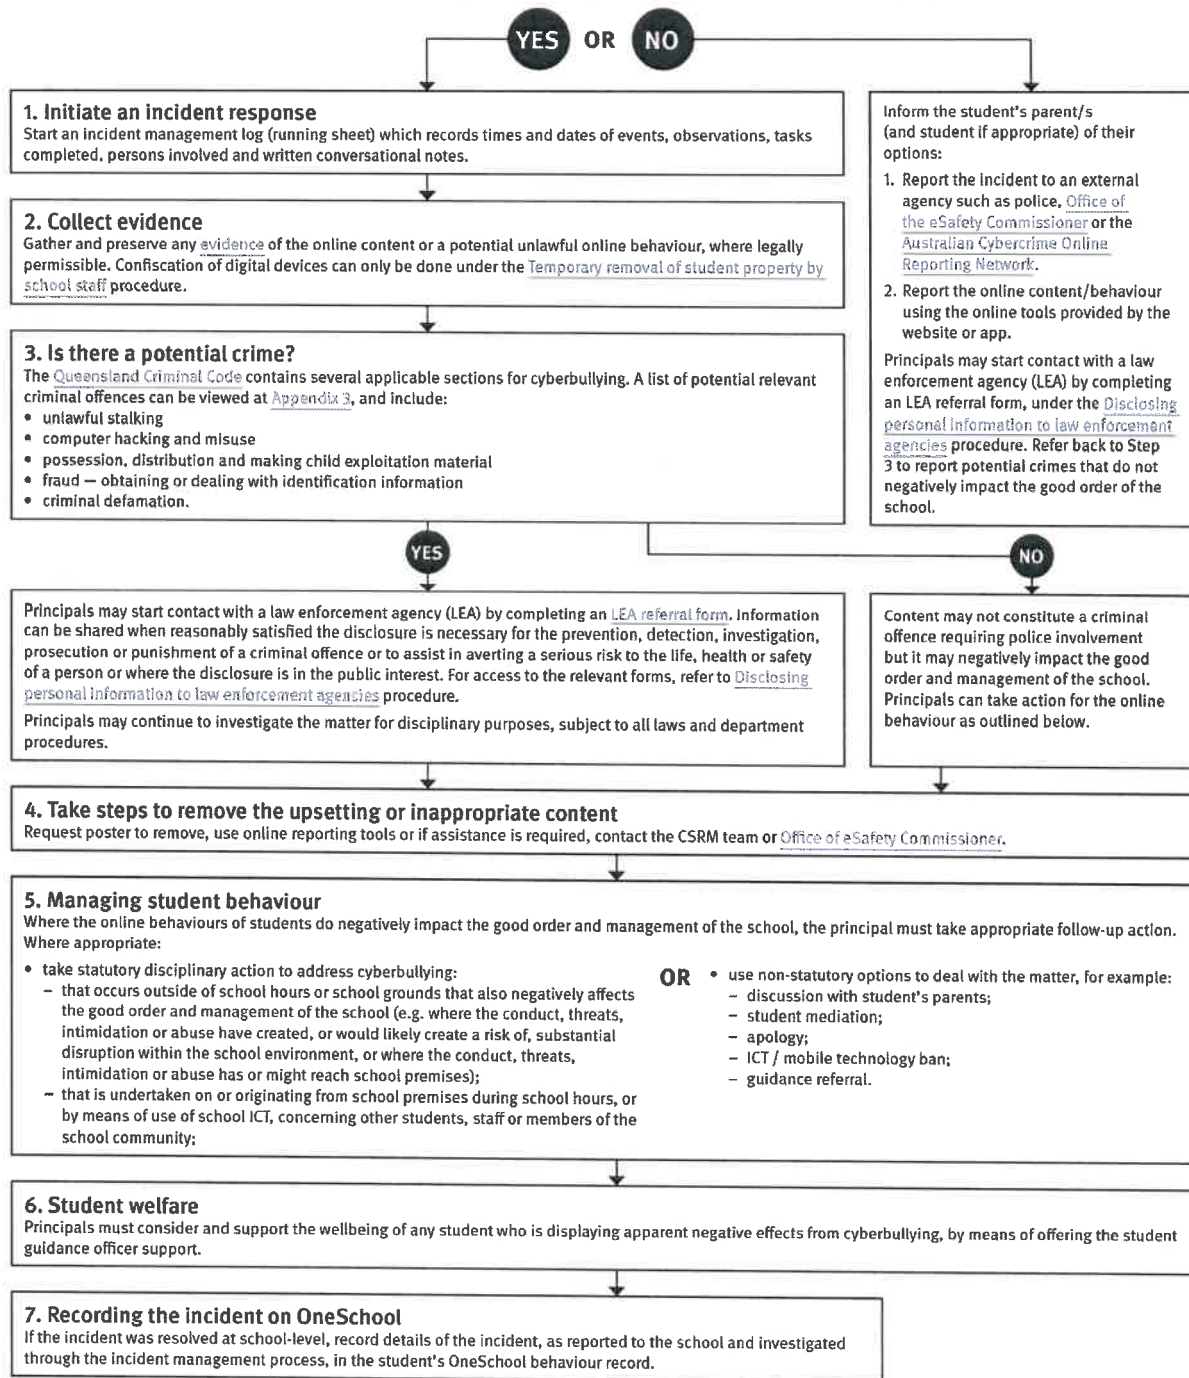 YES OR NO
1. Initiate an incident response
Start an incident management log (running sheet) which records times and dates of events, observations, tasks
completed, persons involved and written conversational notes.
Inform the student's parent/s
(and student if appropriate) of their
options:
1. Report the incident to an external
agency such as police, Office of
the eSafety Commissioner or the
Australian Cybercrime Online
Reporting Network.
2. Report the online content/behaviour
using the online tools provided by the
website or app.
Principals may start contact with a law
enforcement agency (LEA) by completing
an LEA referral form, under the Disclosing
personal information to law enforcement
agencies procedure. Refer back to Step
3 to report potential crimes that do not
negatively impact the good order of the
school.
2. Collect evidence
Gather and preserve any evidence of the online content or a potential unlawful online behaviour, where legally
permissible. Confiscation of digital devices can only be done under the Temporary removal of student property by
school staff procedure.
3. Is there a potential crime?
The Queensland Criminal Code contains several applicable sections for cyberbullying. A list of potential relevant
criminal offences can be viewed at Appendix 3, and include:
• unlawful stalking
• computer hacking and misuse
• possession, distribution and making child exploitation material
• fraud — obtaining or dealing with identification information
• criminal defamation.
YES
NO
Principals may start contact with a law enforcement agency (LEA) by completing an LEA referral form. Information
can be shared when reasonably satisfied the disclosure is necessary for the prevention, detection, investigation,
prosecution or punishment of a criminal offence or to assist in averting a serious risk to the life, health or safety
of a person or where the disclosure is in the public interest. For access to the relevant forms, refer to Disclosing
personal information to law enforcement agencies procedure.
Principals may continue to investigate the matter for disciplinary purposes, subject to all laws and department
procedures.
Content may not constitute a criminal
offence requiring police involvement
but it may negatively impact the good
order and management of the school.
Principals can take action for the online
behaviour as outlined below.
4. Take steps to remove the upsetting or inappropriate content
Request poster to remove, use online reporting tools or if assistance is required, contact the CSRM team or Office of eSafety Commissioner.
5. Managing student behaviour
Where the online behaviours of students do negatively impact the good order and management of the school, the principal must take appropriate follow-up action.
Where appropriate:
• take statutory disciplinary action to address cyberbullying:
– that occurs outside of school hours or school grounds that also negatively affects
the good order and management of the school (e.g. where the conduct, threats,
intimidation or abuse have created, or would likely create a risk of, substantial
disruption within the school environment, or where the conduct, threats,
intimidation or abuse has or might reach school premises);
– that is undertaken on or originating from school premises during school hours, or
by means of use of school ICT, concerning other students, staff or members of the
school community;
OR
• use non-statutory options to deal with the matter, for example:
– discussion with student's parents;
– student mediation;
– apology;
– ICT / mobile technology ban;
– guidance referral.
6. Student welfare
Principals must consider and support the wellbeing of any student who is displaying apparent negative effects from cyberbullying, by means of offering the student
guidance officer support.
7. Recording the incident on OneSchool
If the incident was resolved at school-level, record details of the incident, as reported to the school and investigated
through the incident management process, in the student's OneSchool behaviour record.